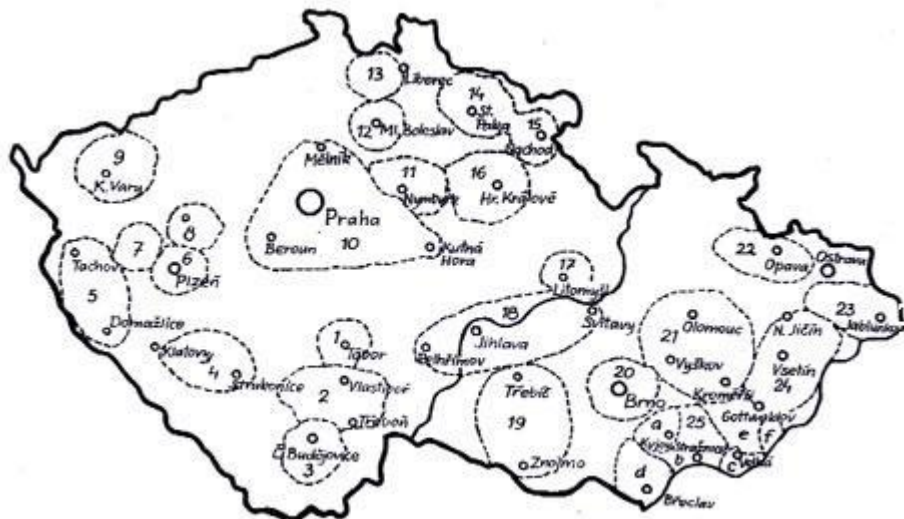 13
Liberec
14
St.
Paka
12
Ml. Boleslav
15
Náchod
9
K. Vary
Mělník
11
Nymburk
16
Hr. Králové
Praha
8
7
6
Plzeň
Beroun
10
Kutná
Hora
17
Litomyšl
22
Opava
Ostrava
Tachov
5
Domažlice
18
Svitavy
Olomouc
21
N. Jičín
23
Jablunkov
1
Tábor
Pelhřimov
Jihlava
Klatovy
4
Strakonice
Vyškov
Vsetín
24
2
Vlastiboř
Třebíč
20
Brno
Kroměříž
Gottwaldov
Třeboň
19
a
25
e
f
Č. Budějovice
3
Kyjov
Strážnice
b
c
Velká
Znojmo
d
Břeclav